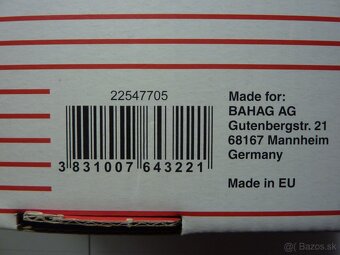 22547705
3 831007 643221
Made for:
BAHAG AG
Gutenbergstr. 21
68167 Mannheim
Germany
Made in EU
Bazos.sk